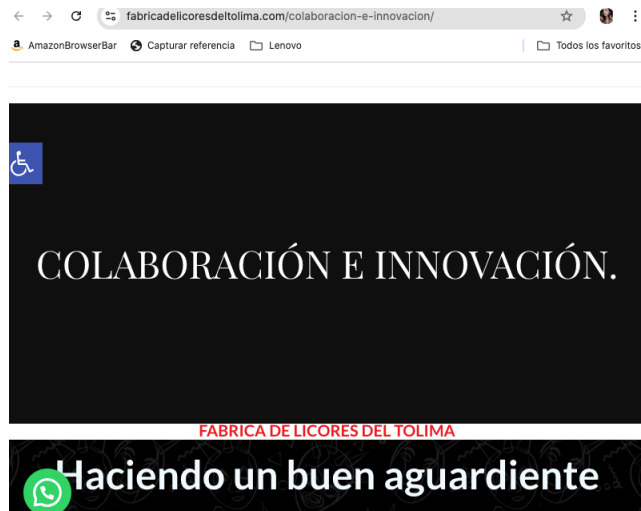 fabricadelicoresdeltolima.com/colaboracion-e-innovacion/
AmazonBrowserBar Capturar referencia Lenovo Todos los favoritos
COLABORACIÓN E INNOVACIÓN.
FABRICA DE LICORES DEL TOLIMA
Haciendo un buen aguardiente